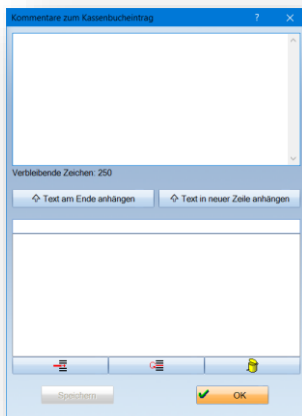 Kommentare zum Kassenbucheintrag
Verbleibende Zeichen: 250
Text am Ende anhängen
Text in neuer Zeile anhängen
Speichern
OK